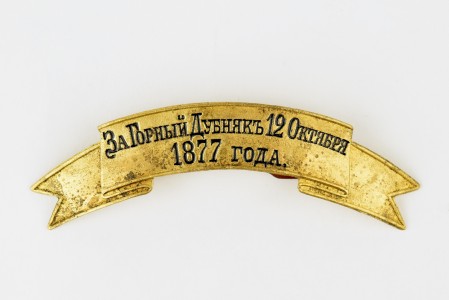 За Горный Дубнякъ 12 Октября
1877 года.